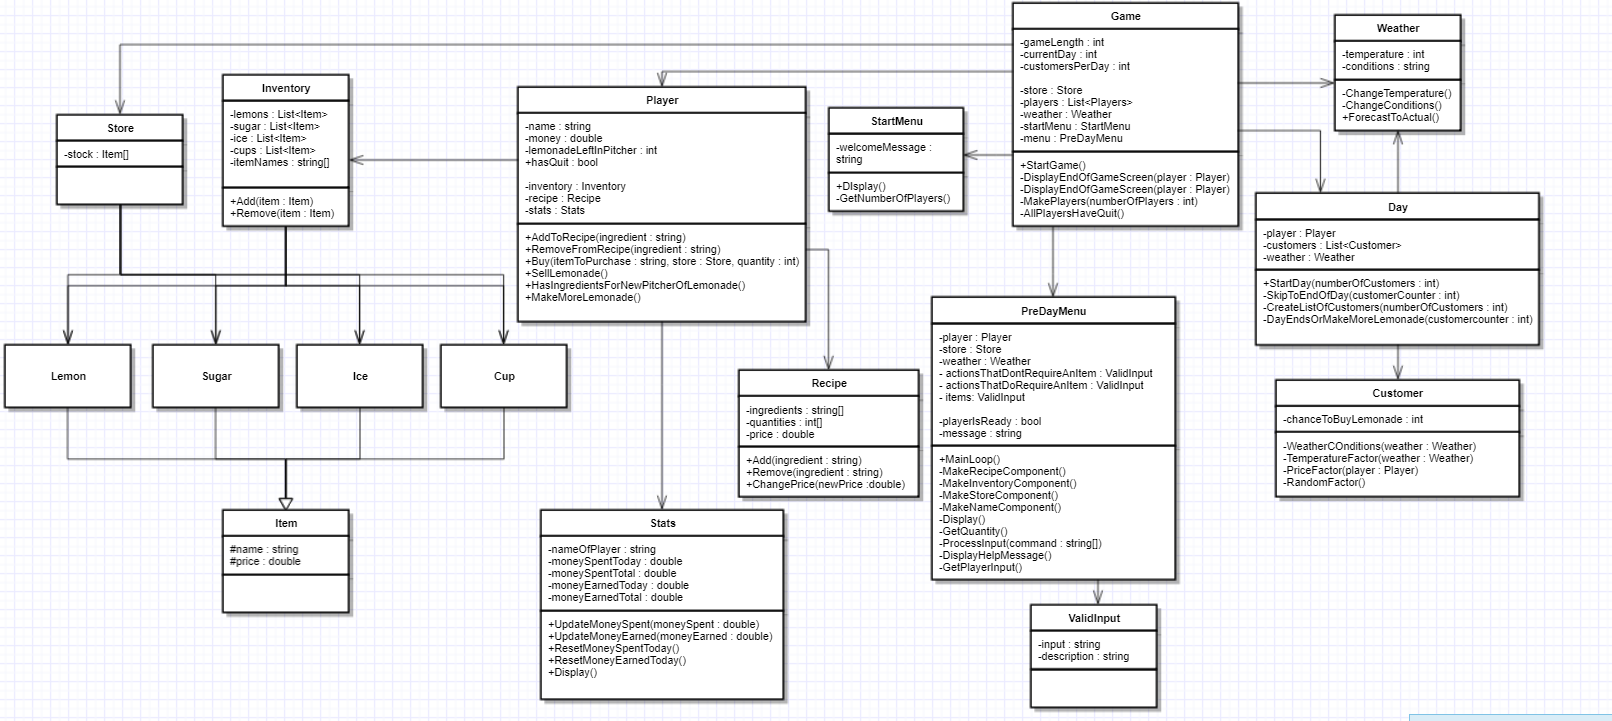 Game
-gameLength : int
-currentDay : int
-customersPerDay : int
-store : Store
-players : List<Players>
-weather : Weather
-startMenu : StartMenu
-menu : PreDayMenu
+StartGame()
-DisplayEndOfGameScreen(player : Player)
-DisplayEndOfGameScreen(player : Player)
-MakePlayers(numberOfPlayers : int)
-AllPlayersHaveQuit()
Weather
-temperature : int
-conditions : string
-ChangeTemperature()
-ChangeConditions()
+ForecastToActual()
Inventory
-lemons : List<Item>
-sugar : List<Item>
-ice : List<Item>
-cups : List<Item>
-itemNames : string[]
+Add(item : Item)
+Remove(item : Item)
Player
-name : string
-money : double
-lemonadeLeftInPitcher : int
+hasQuit : bool
-inventory : Inventory
-recipe : Recipe
-stats : Stats
+AddToRecipe(ingredient : string)
+RemoveFromRecipe(ingredient : string)
+Buy(itemToPurchase : string, store : Store, quantity : int)
+SellLemonade()
+HasIngredientsForNewPitcherOfLemonade()
+MakeMoreLemonade()
StartMenu
-welcomeMessage :
string
+DIsplay()
-GetNumberOfPlayers()
Store
-stock : Item[]
Day
-player : Player
-customers : List<Customer>
-weather : Weather
+StartDay(numberOfCustomers : int)
-SkipToEndOfDay(customerCounter : int)
-CreateListOfCustomers(numberOfCustomers : int)
-DayEndsOrMakeMoreLemonade(customercounter : int)
PreDayMenu
-player : Player
-store : Store
-weather : Weather
- actionsThatDontRequireAnItem : ValidInput
- actionsThatDoRequireAnItem : ValidInput
- items: ValidInput
-playerIsReady : bool
-message : string
+MainLoop()
-MakeRecipeComponent()
-MakeInventoryComponent()
-MakeStoreComponent()
-MakeNameComponent()
-Display()
-GetQuantity()
-ProcessInput(command : string[])
-DisplayHelpMessage()
-GetPlayerInput()
Lemon
Sugar
Ice
Cup
Recipe
-ingredients : string[]
-quantities : int[]
-price : double
+Add(ingredient : string)
+Remove(ingredient : string)
+ChangePrice(newPrice :double)
Customer
-chanceToBuyLemonade : int
-WeatherCOnditions(weather : Weather)
-TemperatureFactor(weather : Weather)
-PriceFactor(player : Player)
-RandomFactor()
Item
#name : string
#price : double
Stats
-nameOfPlayer : string
-moneySpentToday : double
-moneySpentTotal : double
-moneyEarnedToday : double
-moneyEarnedTotal : double
+UpdateMoneySpent(moneySpent : double)
+UpdateMoneyEarned(moneyEarned : double)
+ResetMoneySpentToday()
+ResetMoneyEarnedToday()
+Display()
ValidInput
-input : string
-description : string